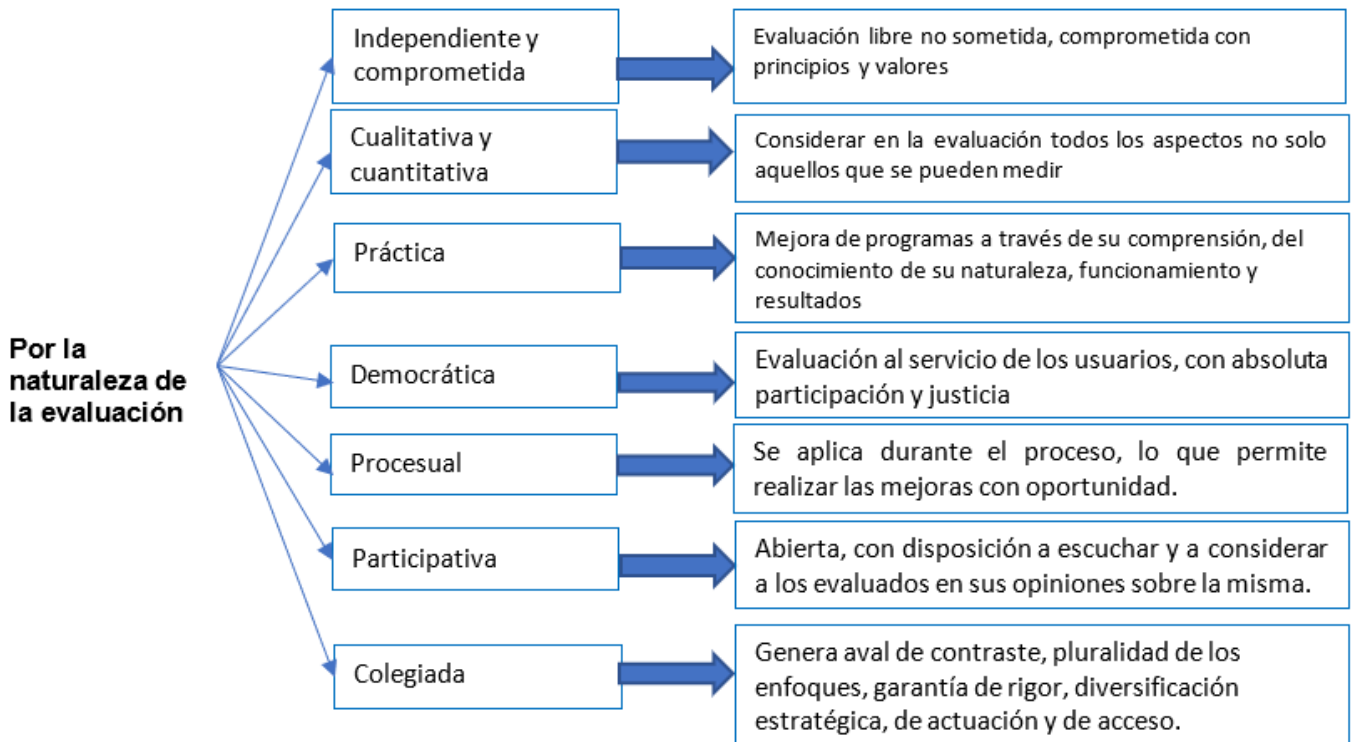 Por la
naturaleza de
la evaluación
Independiente y
comprometida
Evaluación libre no sometida, comprometida con
principios y valores
Cualitativa y
cuantitativa
Considerar en la evaluación todos los aspectos no solo
aquellos que se pueden medir
Práctica
Mejora de programas a través de su comprensión, del
conocimiento de su naturaleza, funcionamiento y
resultados
Democrática
Evaluación al servicio de los usuarios, con absoluta
participación y justicia
Procesual
Se aplica durante el proceso, lo que permite
realizar las mejoras con oportunidad.
Participativa
Abierta, con disposición a escuchar y a considerar
a los evaluados en sus opiniones sobre la misma.
Colegiada
Genera aval de contraste, pluralidad de los
enfoques, garantía de rigor, diversificación
estratégica, de actuación y de acceso.